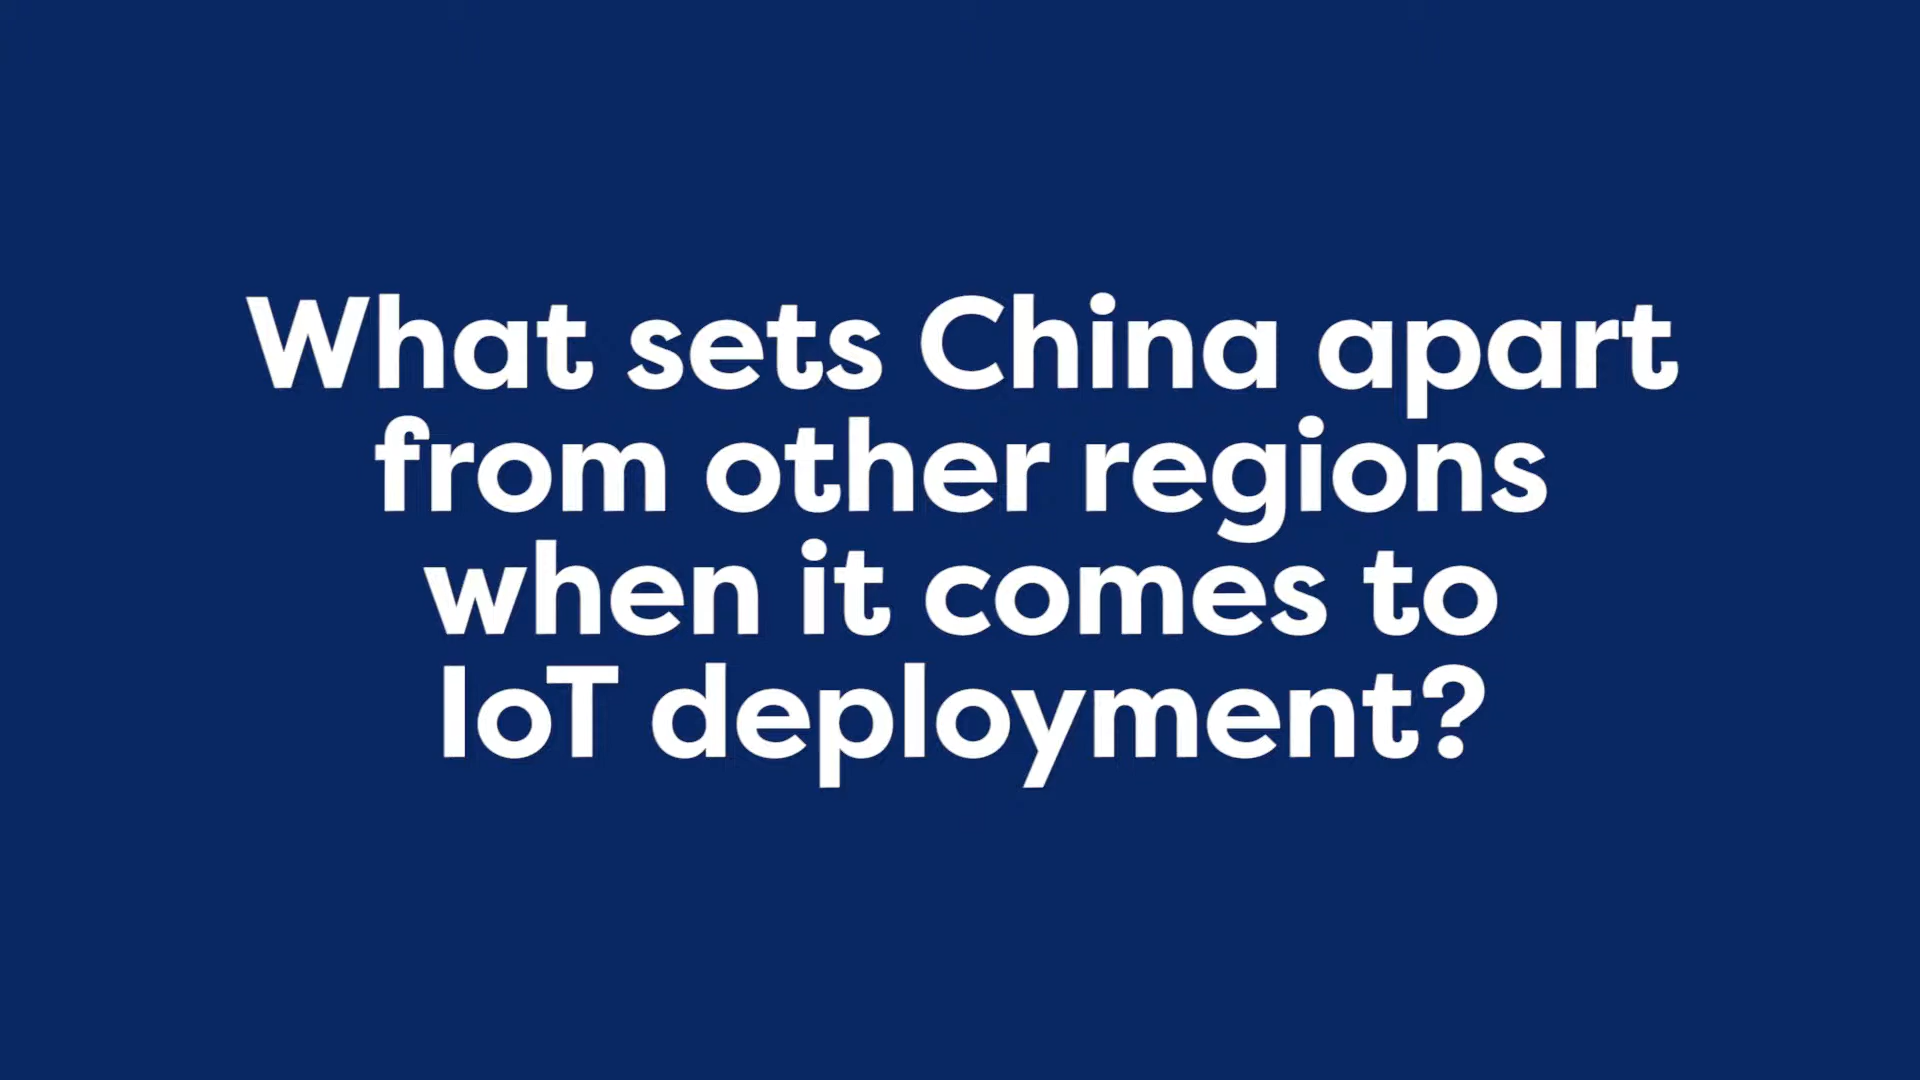 What sets China apart
from other regions
when it comes to
IoT deployment?